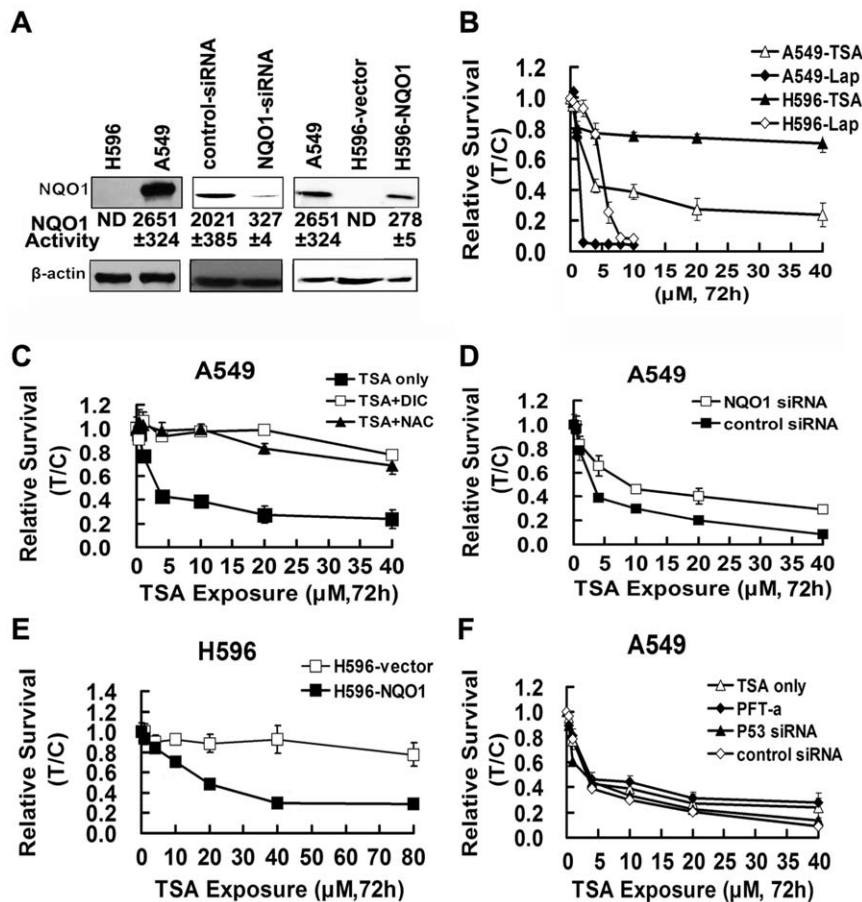 A
H596
A549
control-siRNA
NQO1-siRNA
A549
H596-vector
H596-NQO1
NQO1
NQO1 ND 2651 2021 327 2651 ND 278
Activity ±324 ±385 ±4 ±324 ±5
β-actin
B
Relative Survival
(T/C)
1.2
1.0
0.8
0.6
0.4
0.2
0.0
A549-TSA
A549-Lap
H596-TSA
H596-Lap
0 5 10 15 20 25 30 35 40
(µM, 72h)
C
A549
Relative Survival
(T/C)
1.2
1.0
0.8
0.6
0.4
0.2
0.0
TSA only
TSA+DIC
TSA+NAC
0 5 10 15 20 25 30 35 40
TSA Exposure (µM,72h)
D
A549
Relative Survival
(T/C)
1.2
1.0
0.8
0.6
0.4
0.2
0.0
NQO1 siRNA
control siRNA
0 5 10 15 20 25 30 35 40
TSA Exposure (µM,72h)
E
H596
Relative Survival
(T/C)
1.4
1.2
1.0
0.8
0.6
0.4
0.2
0.0
H596-vector
H596-NQO1
0 10 20 30 40 50 60 70 80
TSA Exposure (µM,72h)
F
A549
Relative Survival
(T/C)
1.2
1.0
0.8
0.6
0.4
0.2
0.0
TSA only
PFT-a
P53 siRNA
control siRNA
0 5 10 15 20 25 30 35 40
TSA Exposure (µM,72h)